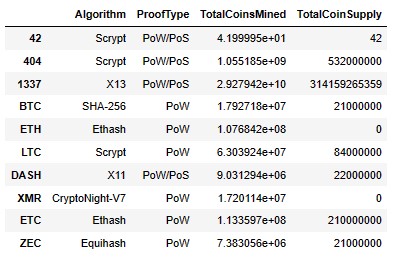 Algorithm ProofType TotalCoinsMined TotalCoinSupply
42 Scrypt PoW/PoS 4.199995e+01 42
404 Scrypt PoW/PoS 1.055185e+09 532000000
1337 X13 PoW/PoS 2.927942e+10 314159265359
BTC SHA-256 PoW 1.792718e+07 21000000
ETH Ethash PoW 1.076842e+08 0
LTC Scrypt PoW 6.303924e+07 84000000
DASH X11 PoW/PoS 9.031294e+06 22000000
XMR CryptoNight-V7 PoW 1.720114e+07 0
ETC Ethash PoW 1.133597e+08 210000000
ZEC Equihash PoW 7.383056e+06 21000000